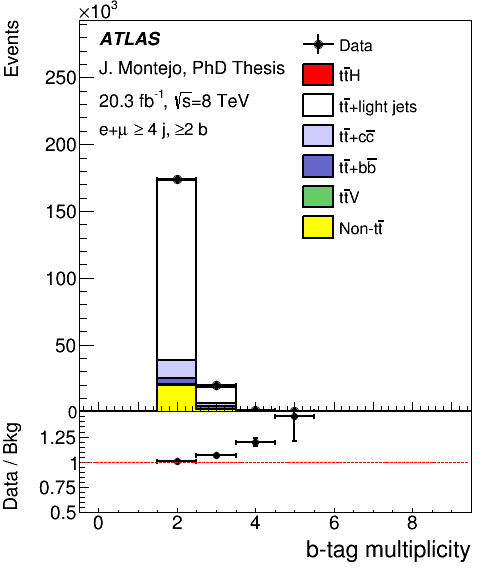 ×10³
Events
ATLAS
J. Montejo, PhD Thesis
20.3 fb⁻¹, √s=8 TeV
e+μ ≥ 4 j, ≥2 b
Data
tt̅H
tt̅+light jets
tt̅+cc̅
tt̅+bb̅
tt̅V
Non-tt̅
250
200
150
100
50
0
Data / Bkg
1.25
1
0.75
0.5
0 2 4 6 8
b-tag multiplicity